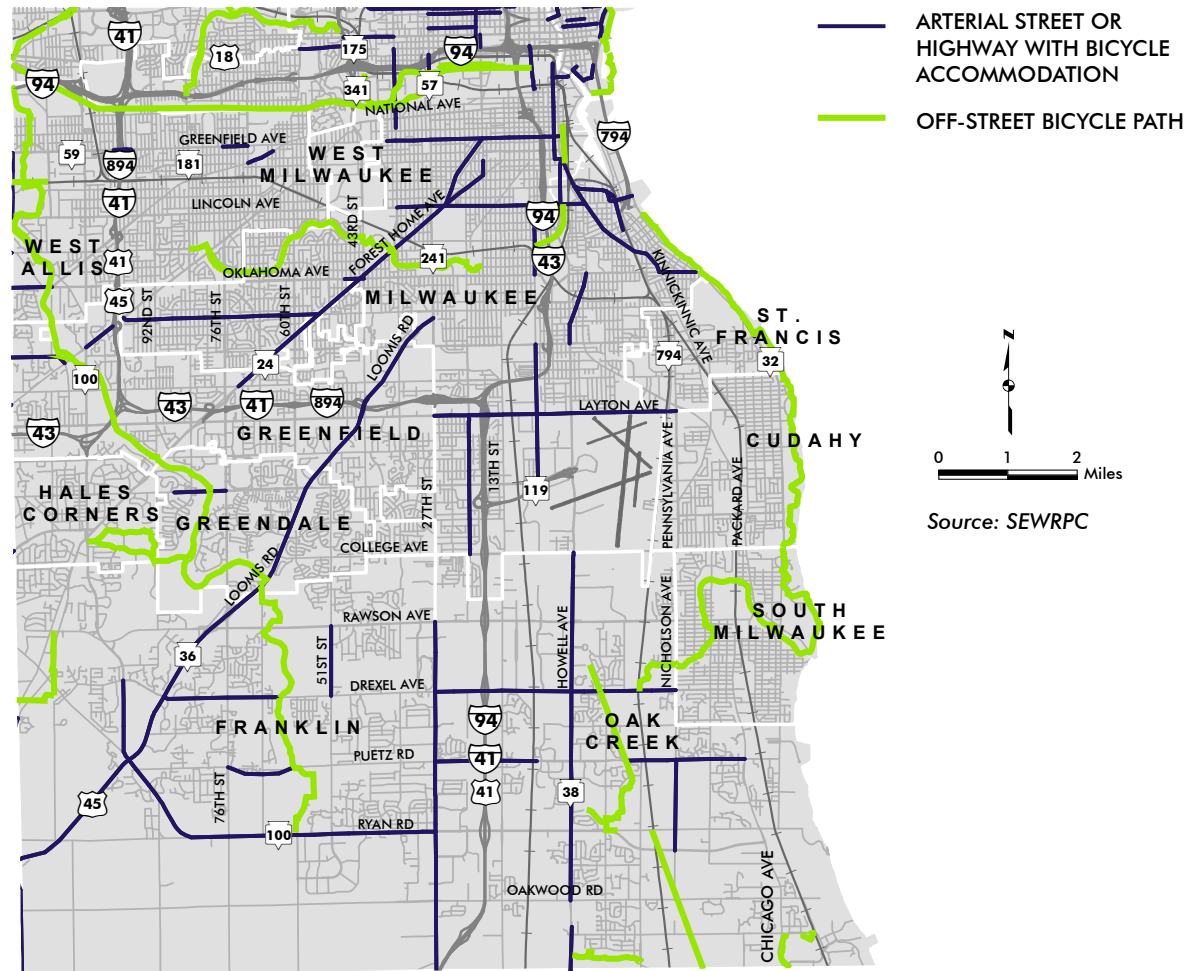 41
18
175
94
94
341
57
NATIONAL AVE
794
GREENFIELD AVE
59
894
181
WEST
MILWAUKEE
41
LINCOLN AVE
43RD ST
FOREST HOME AVE
94
WEST
ALLIS
41
OKLAHOMA AVE
241
43
KINNICKINNIC AVE
45
92ND ST
76TH ST
60TH ST
MILWAUKEE
LOOMIS RD
ST.
FRANCIS
24
794
32
100
43
41
894
LAYTON AVE
43
GREENFIELD
CUDAHY
HALES
CORNERS
GREENDALE
27TH ST
13TH ST
119
PENNSYLVANIA AVE
PACKARD AVE
COLLEGE AVE
LOOMIS RD
RAWSON AVE
HOWELL AVE
NICHOLSON AVE
SOUTH
MILWAUKEE
36
51ST ST
DREXEL AVE
FRANKLIN
94
OAK
CREEK
PUETZ RD
41
41
38
45
76TH ST
100
RYAN RD
OAKWOOD RD
CHICAGO AVE
ARTERIAL STREET OR
HIGHWAY WITH BICYCLE
ACCOMMODATION
OFF-STREET BICYCLE PATH
N
0 1 2 Miles
Source: SEWRPC